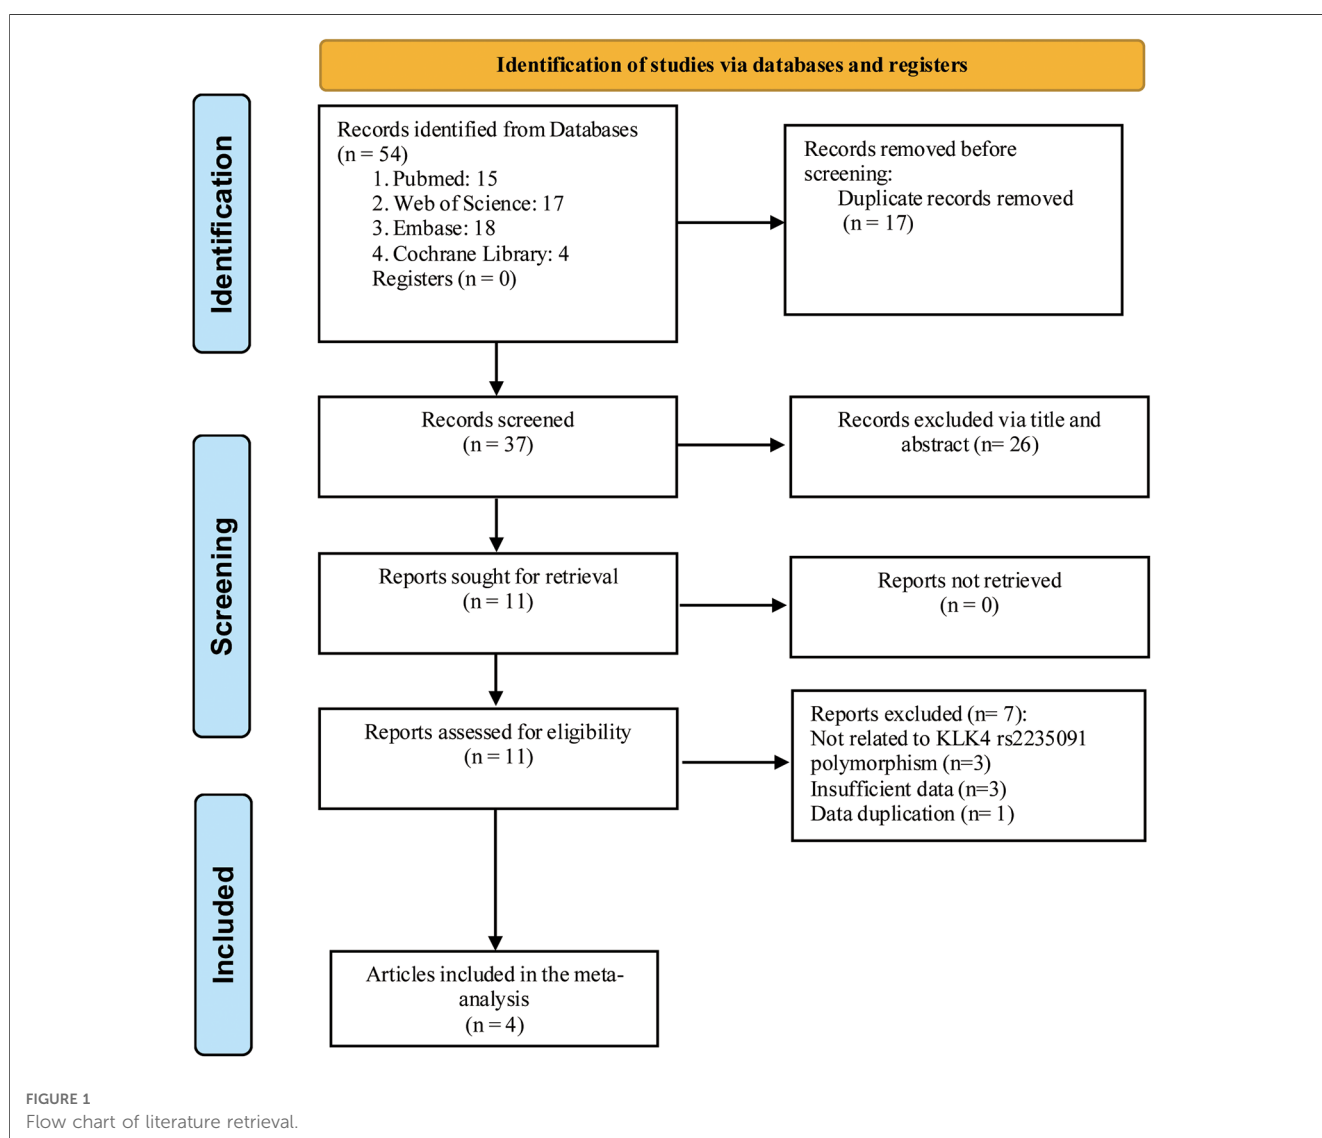 Identification of studies via databases and registers
Identification
Records identified from Databases
(n = 54)
1. Pubmed: 15
2. Web of Science: 17
3. Embase: 18
4. Cochrane Library: 4
Registers (n = 0)
Records removed before
screening:
Duplicate records removed
(n = 17)
Screening
Records screened
(n = 37)
Records excluded via title and
abstract (n= 26)
Reports sought for retrieval
(n = 11)
Reports not retrieved
(n = 0)
Reports assessed for eligibility
(n = 11)
Reports excluded (n= 7):
Not related to KLK4 rs2235091
polymorphism (n=3)
Insufficient data (n=3)
Data duplication (n= 1)
Included
Articles included in the meta-
analysis
(n = 4)
FIGURE 1
Flow chart of literature retrieval.